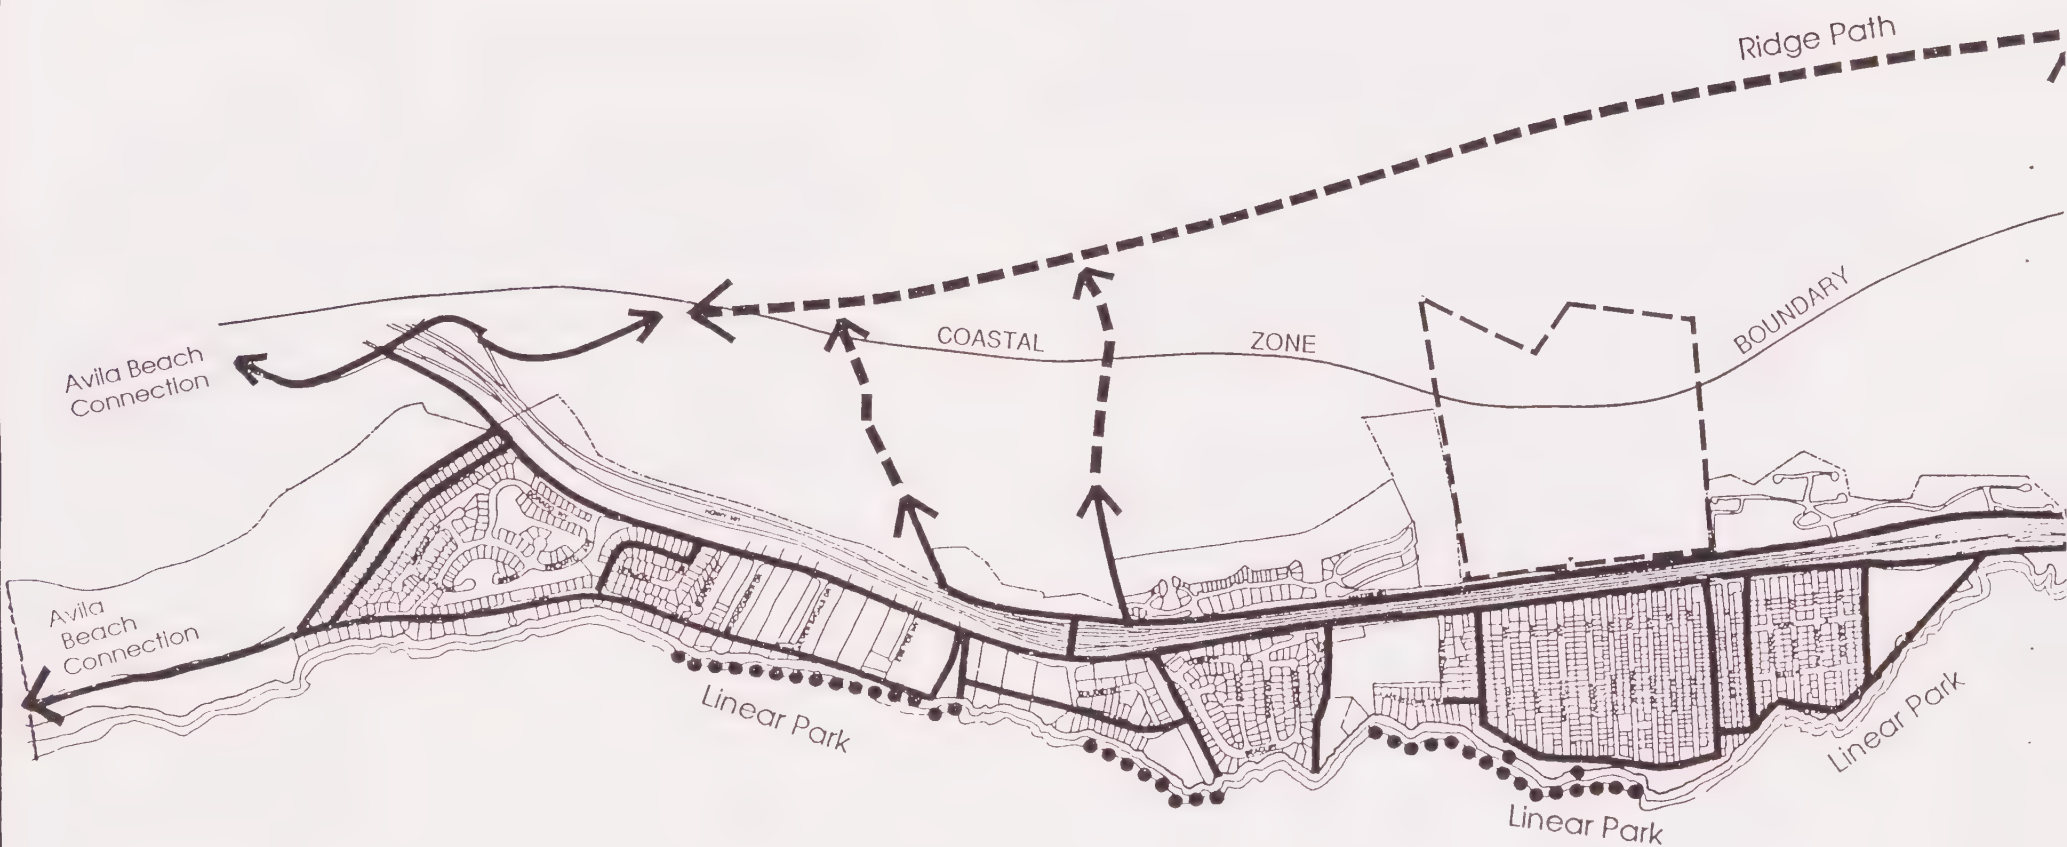 Ridge Path
COASTAL ZONE BOUNDARY
Avila Beach
Connection
Avila
Beach
Connection
Linear Park
Linear Park
Linear Park